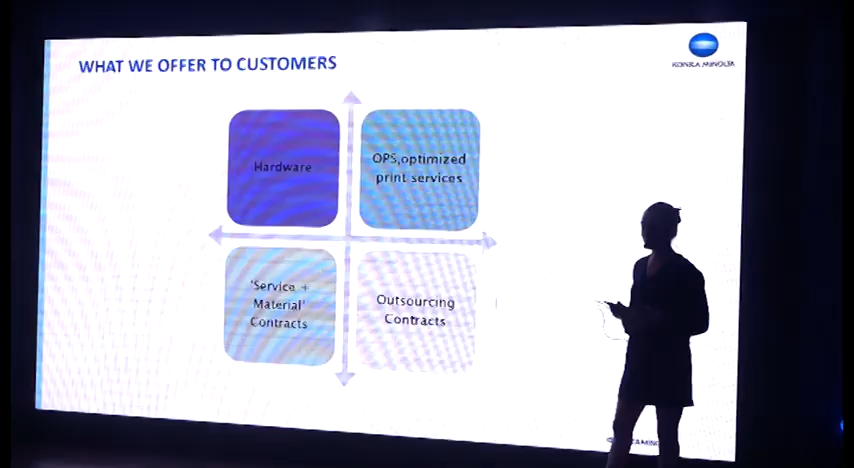 WHAT WE OFFER TO CUSTOMERS
KONICA MINOLTA
Hardware
OPS,optimized
print services
'Service +
Material'
Contracts
Outsourcing
Contracts